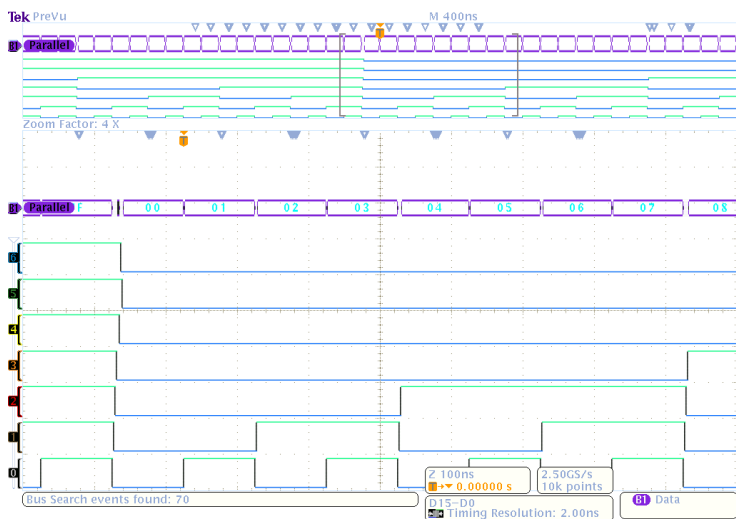 Tek PreVu M 400ns
B1 Parallel
Zoom Factor: 4 X
B1 Parallel F 00 01 02 03 04 05 06 07 08
6
5
4
3
2
1
0
Z 100ns
T→▼ 0.00000 s
2.50GS/s
10k points
B1 Data
Bus Search events found: 70
D15–D0
Timing Resolution: 2.00ns